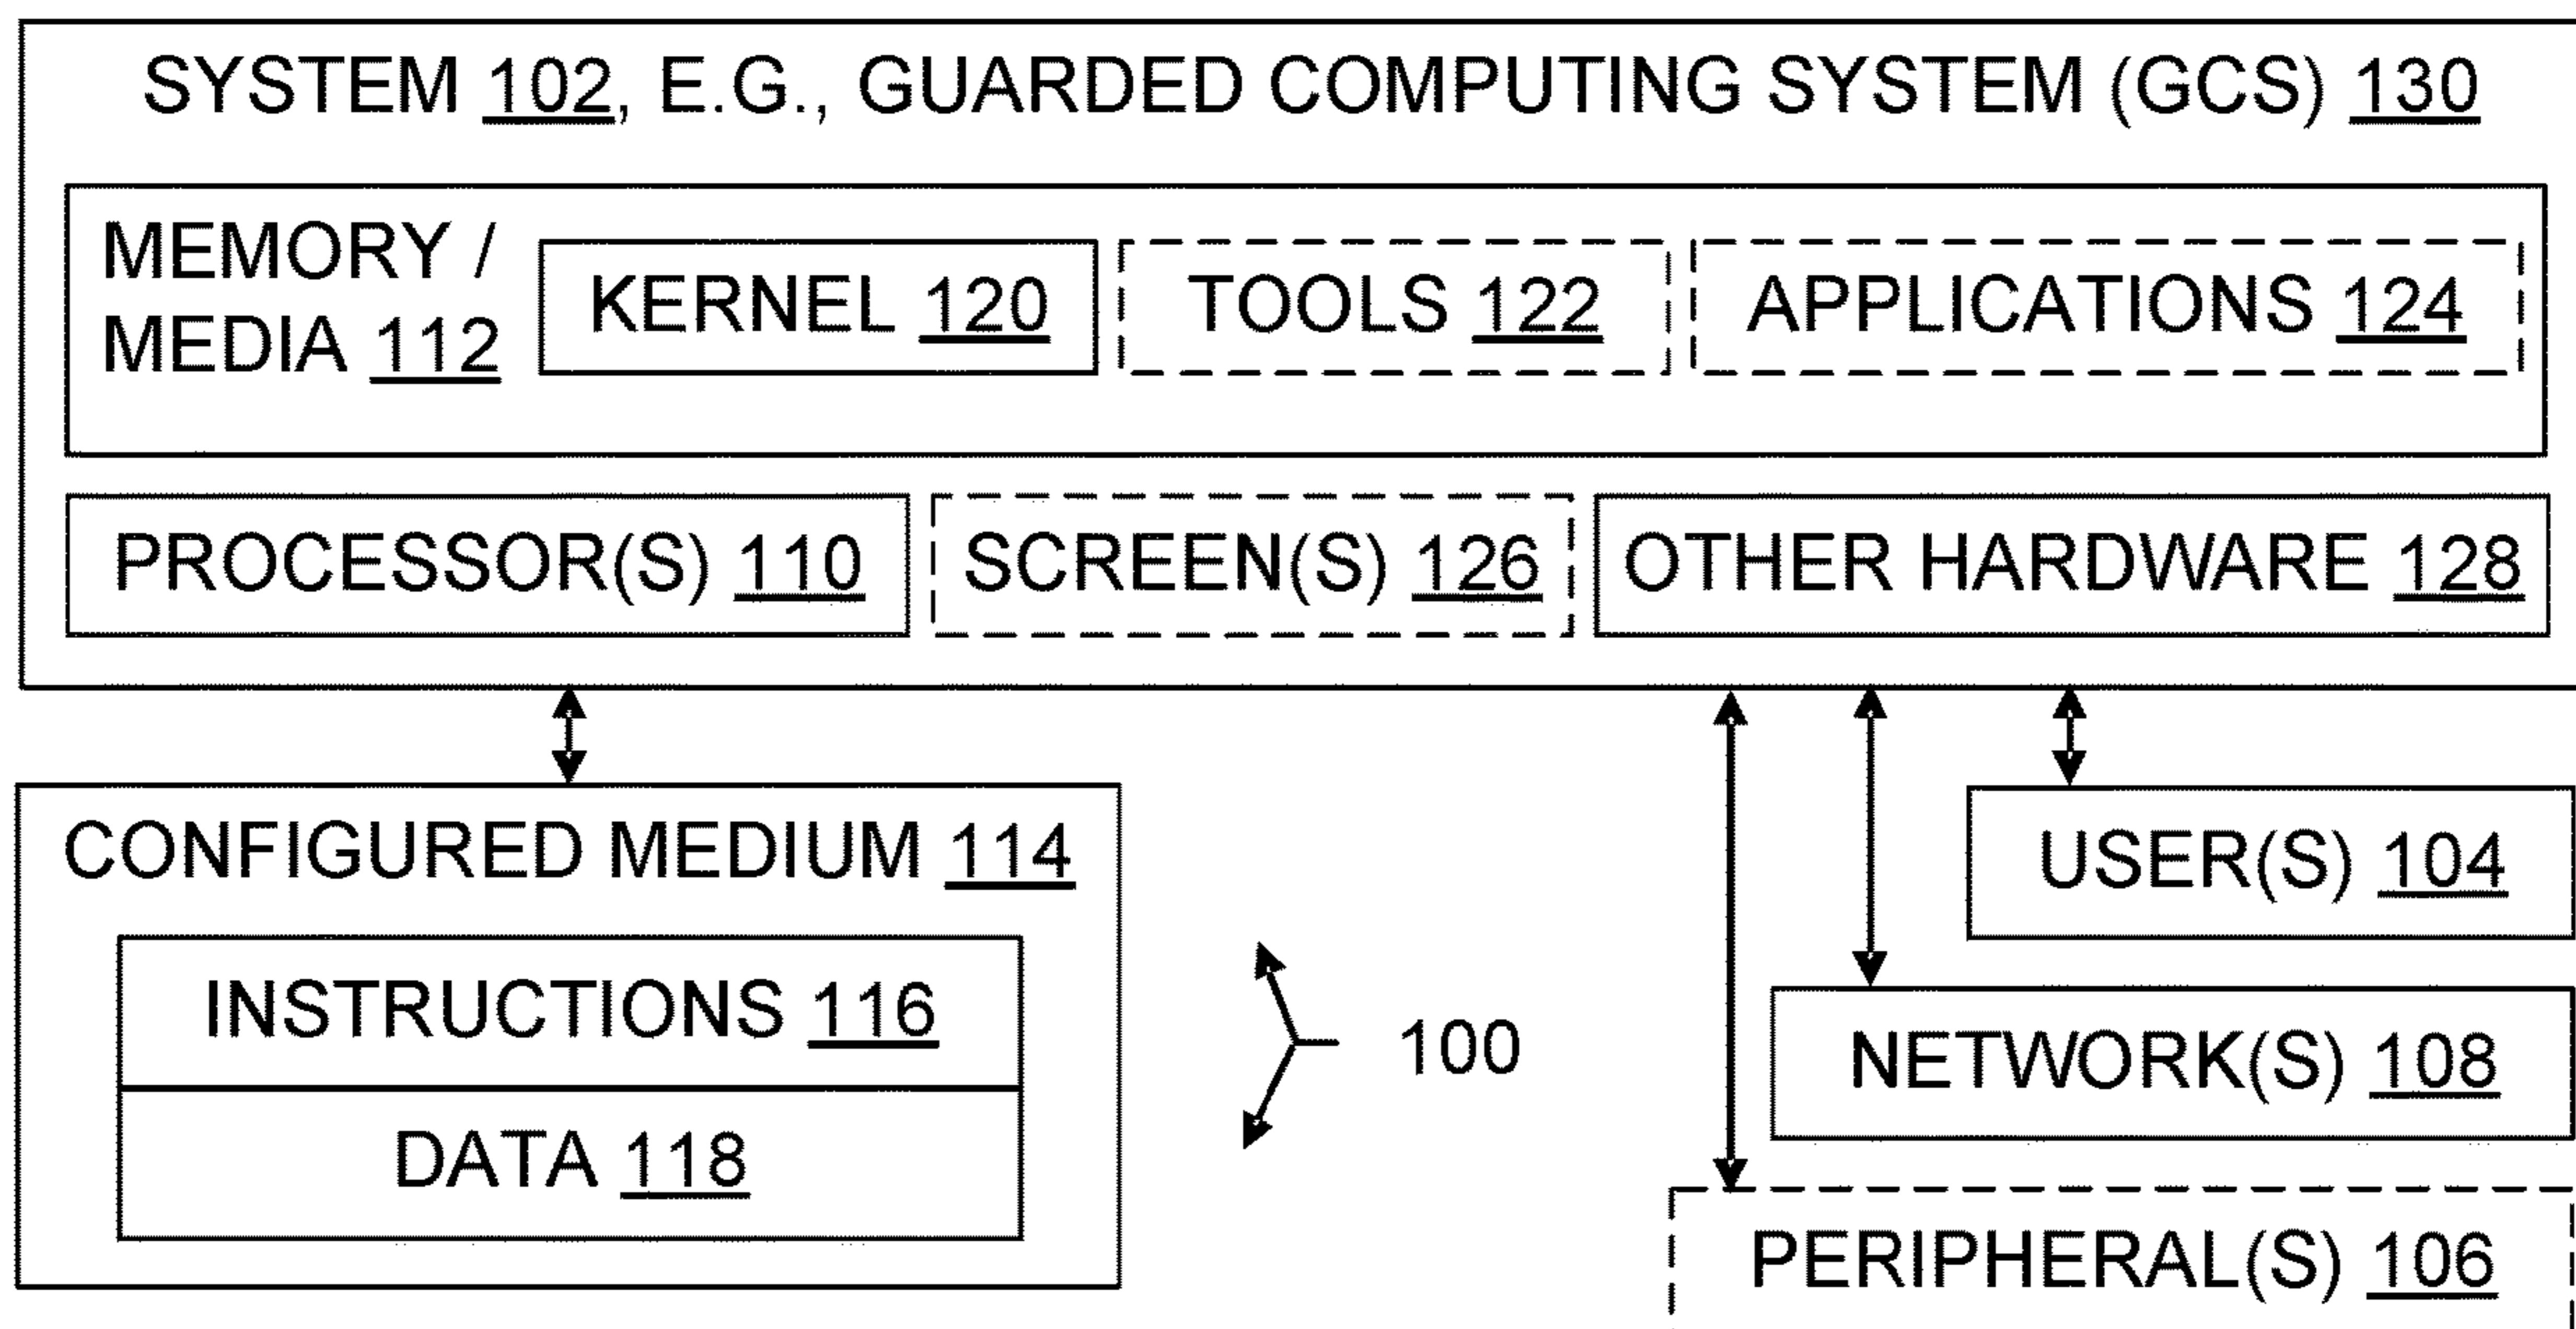 SYSTEM 102, E.G., GUARDED COMPUTING SYSTEM (GCS) 130
MEMORY /
MEDIA 112
KERNEL 120
TOOLS 122
APPLICATIONS 124
PROCESSOR(S) 110
SCREEN(S) 126
OTHER HARDWARE 128
CONFIGURED MEDIUM 114
INSTRUCTIONS 116
DATA 118
100
USER(S) 104
NETWORK(S) 108
PERIPHERAL(S) 106